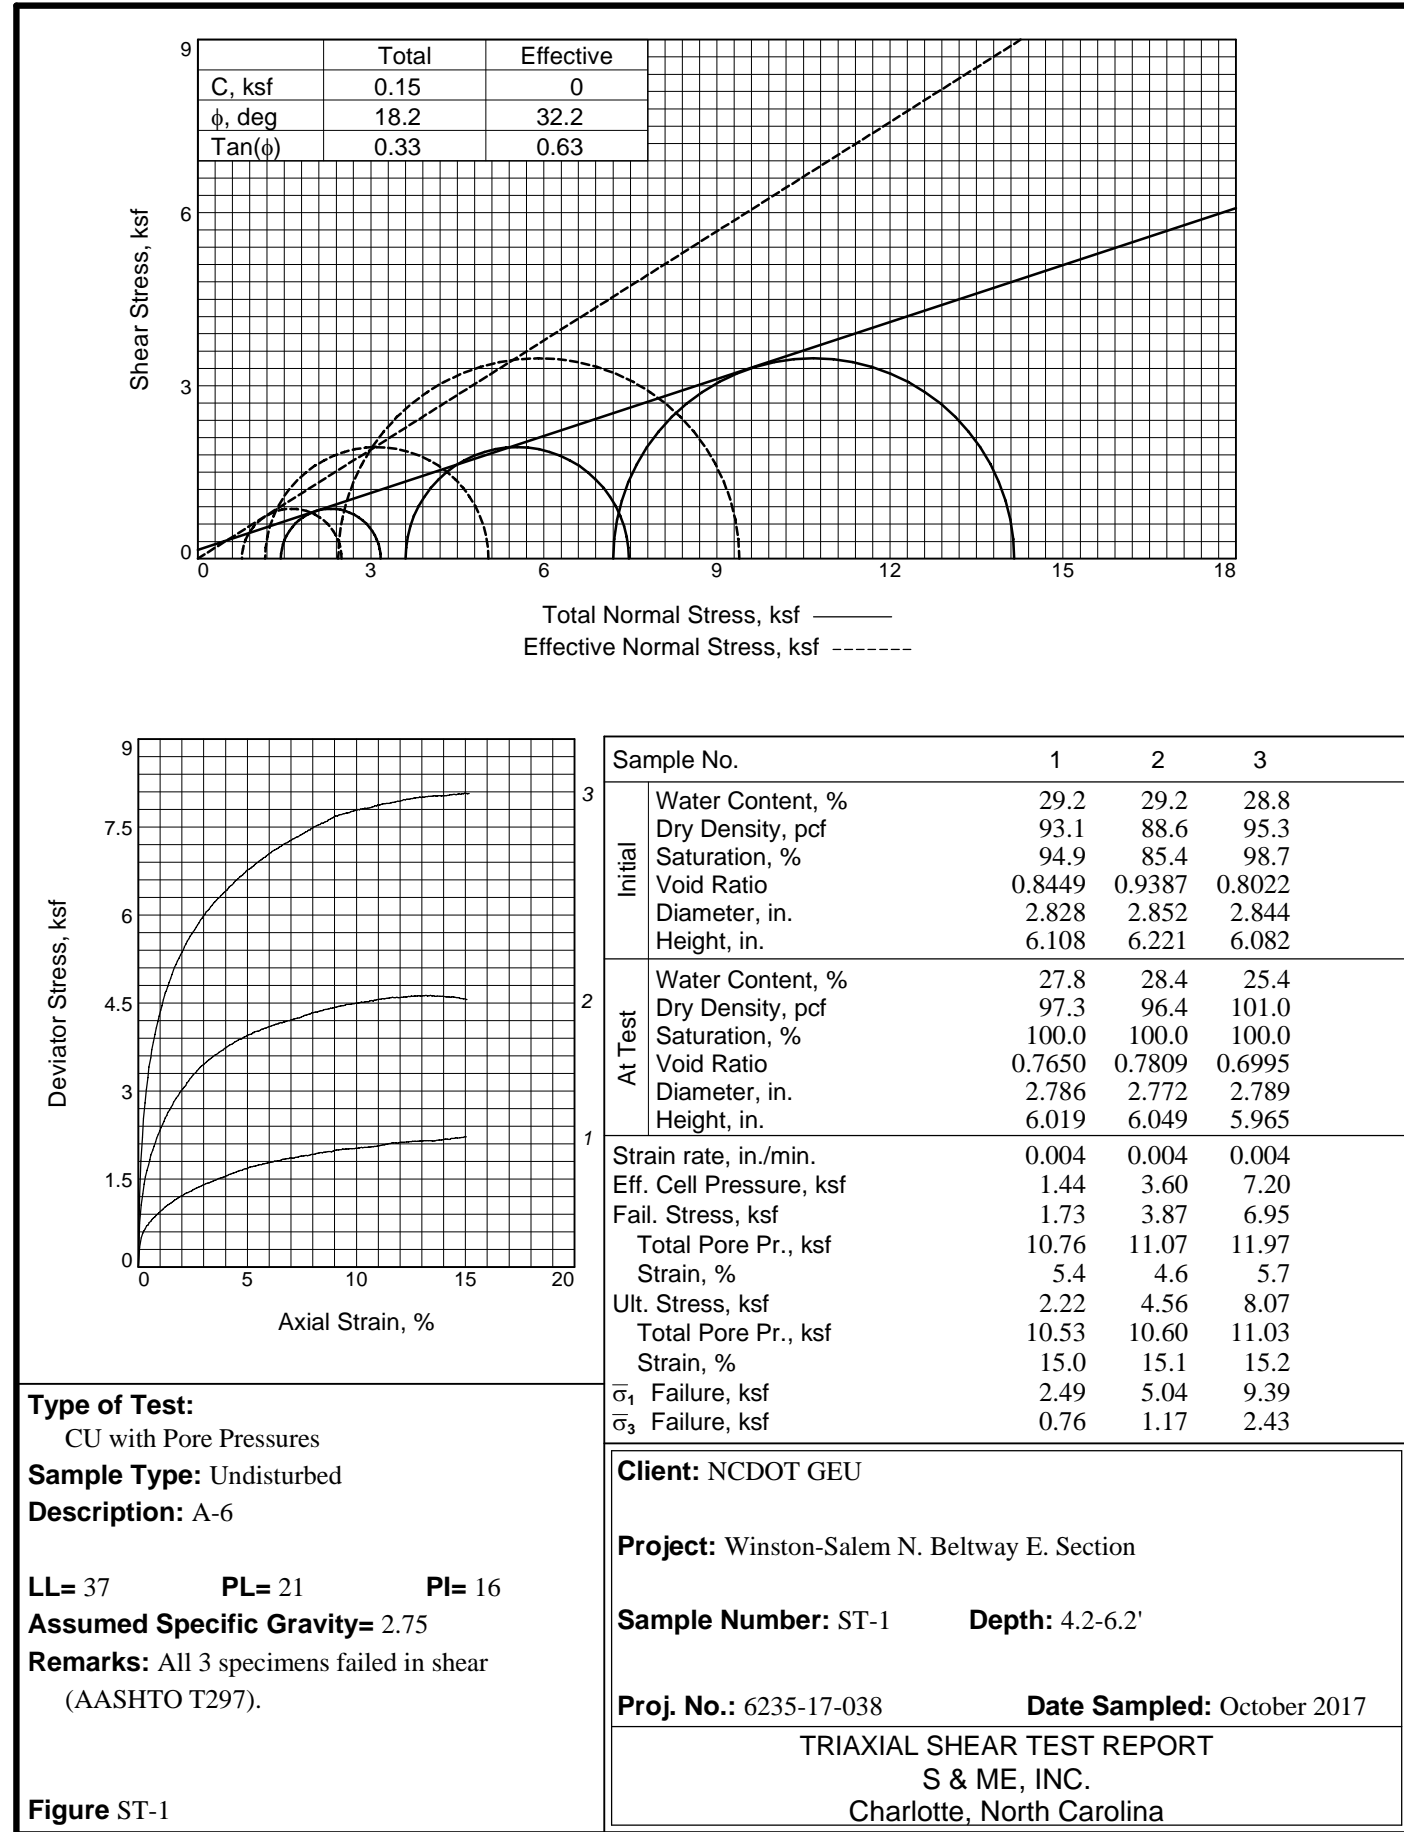 Total Effective
C, ksf 0.15 0
ϕ, deg 18.2 32.2
Tan(ϕ) 0.33 0.63
Shear Stress, ksf
9
6
3
0
0 3 6 9 12 15 18
Total Normal Stress, ksf
Effective Normal Stress, ksf
Deviator Stress, ksf
9
7.5
6
4.5
3
1.5
0
0 5 10 15 20
3
2
1
Axial Strain, %
Sample No. 1 2 3
Initial
Water Content, % 29.2 29.2 28.8
Dry Density, pcf 93.1 88.6 95.3
Saturation, % 94.9 85.4 98.7
Void Ratio 0.8449 0.9387 0.8022
Diameter, in. 2.828 2.852 2.844
Height, in. 6.108 6.221 6.082
At Test
Water Content, % 27.8 28.4 25.4
Dry Density, pcf 97.3 96.4 101.0
Saturation, % 100.0 100.0 100.0
Void Ratio 0.7650 0.7809 0.6995
Diameter, in. 2.786 2.772 2.789
Height, in. 6.019 6.049 5.965
Strain rate, in./min. 0.004 0.004 0.004
Eff. Cell Pressure, ksf 1.44 3.60 7.20
Fail. Stress, ksf 1.73 3.87 6.95
Total Pore Pr., ksf 10.76 11.07 11.97
Strain, % 5.4 4.6 5.7
Ult. Stress, ksf 2.22 4.56 8.07
Total Pore Pr., ksf 10.53 10.60 11.03
Strain, % 15.0 15.1 15.2
σ̄₁ Failure, ksf 2.49 5.04 9.39
σ̄₃ Failure, ksf 0.76 1.17 2.43
Type of Test:
CU with Pore Pressures
Sample Type: Undisturbed
Description: A-6
LL= 37 PL= 21 PI= 16
Assumed Specific Gravity= 2.75
Remarks: All 3 specimens failed in shear
(AASHTO T297).
Figure ST-1
Client: NCDOT GEU
Project: Winston-Salem N. Beltway E. Section
Sample Number: ST-1 Depth: 4.2-6.2'
Proj. No.: 6235-17-038 Date Sampled: October 2017
TRIAXIAL SHEAR TEST REPORT
S & ME, INC.
Charlotte, North Carolina